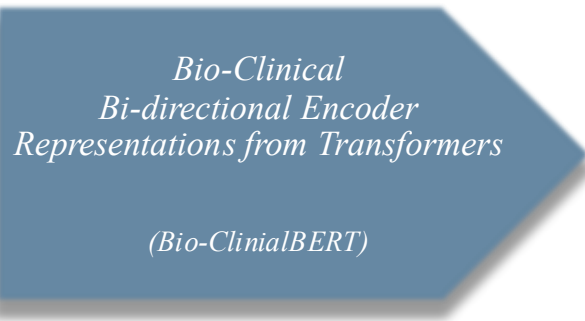 Bio-Clinical
Bi-directional Encoder
Representations from Transformers
(Bio-ClinialBERT)